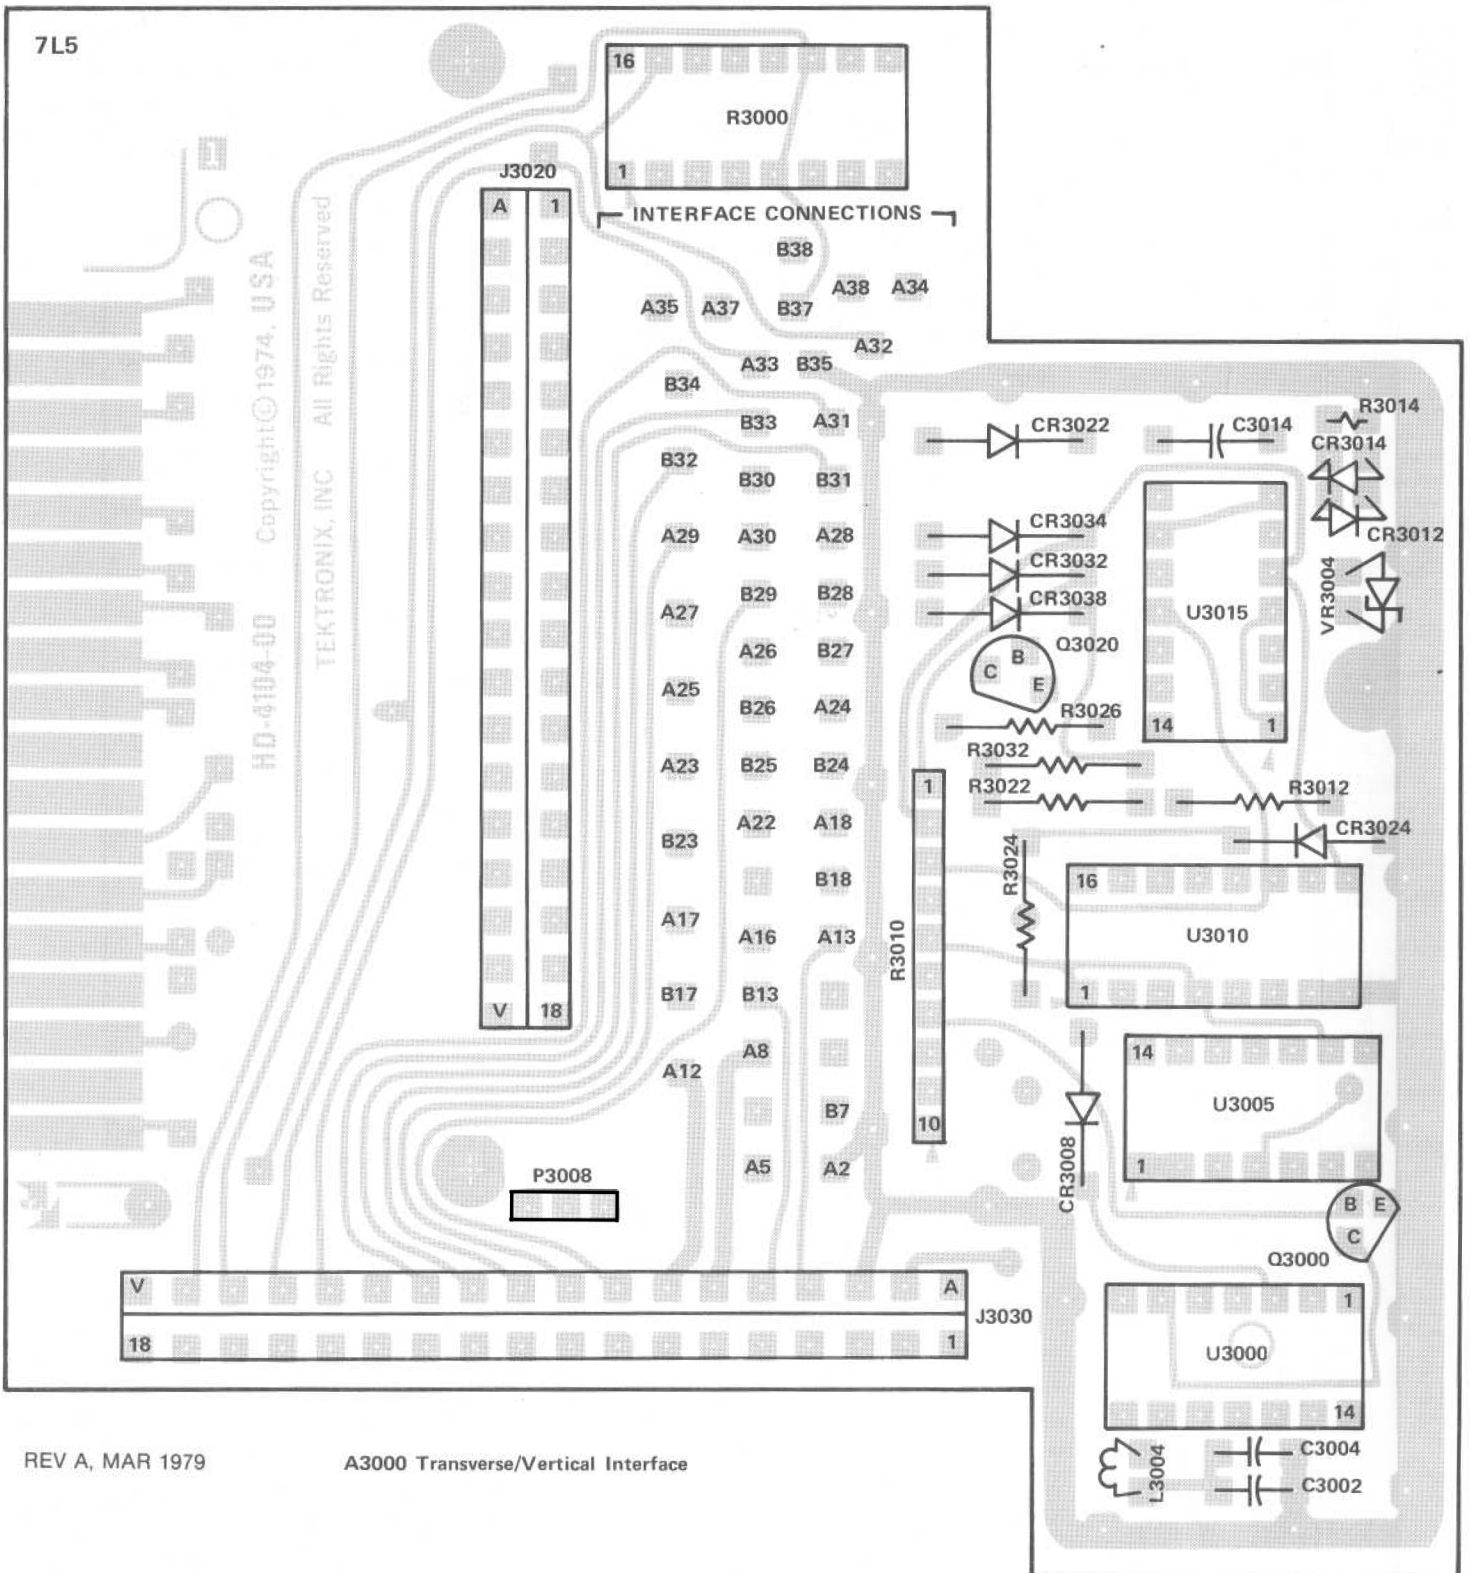 7L5
16
R3000
1
J3020
A 1
INTERFACE CONNECTIONS
B38
A38 A34
A35 A37 B37
A32
A33 B35
B34
B33 A31
B32
B30 B31
A29 A30 A28
B29 B28
A27
A26 B27
A25
B26 A24
A23 B25 B24
A22 A18
B23
B18
A17
A16 A13
B17 B13
A8
A12
B7
A5 A2
V 18
HD-4104-00 Copyright © 1974, USA
TEKTRONIX, INC All Rights Reserved
CR3022
C3014
R3014
CR3014
CR3012
CR3034
CR3032
CR3038
VR3004
U3015
14 1
Q3020
C B E
R3026
R3032
R3022
R3012
CR3024
R3024
1
R3010
10
16
U3010
1
14
U3005
1
CR3008
B E
C
Q3000
P3008
V A
J3030
18 1
1
U3000
14
L3004
C3004
C3002
REV A, MAR 1979
A3000 Transverse/Vertical Interface